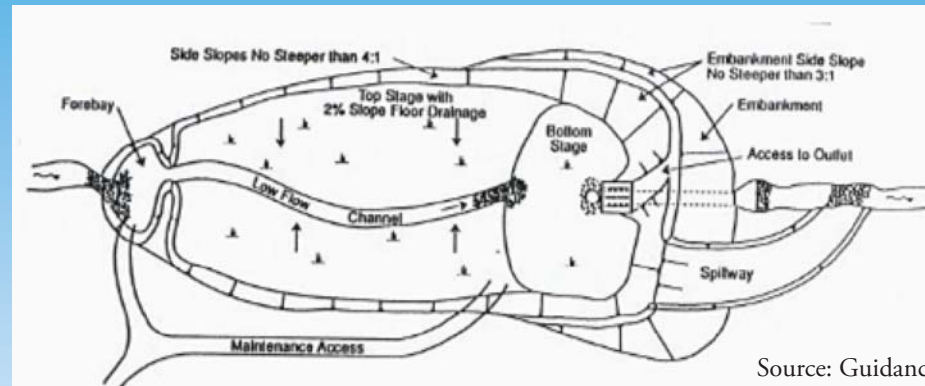 Side Slopes No Steeper than 4:1
Embankment Side Slope
No Steeper than 3:1
Forebay
Top Stage with
2% Slope Floor Drainage
Embankment
Bottom
Stage
Access to Outlet
Low Flow
Channel
Spillway
Maintenance Access
Source: Guidanc